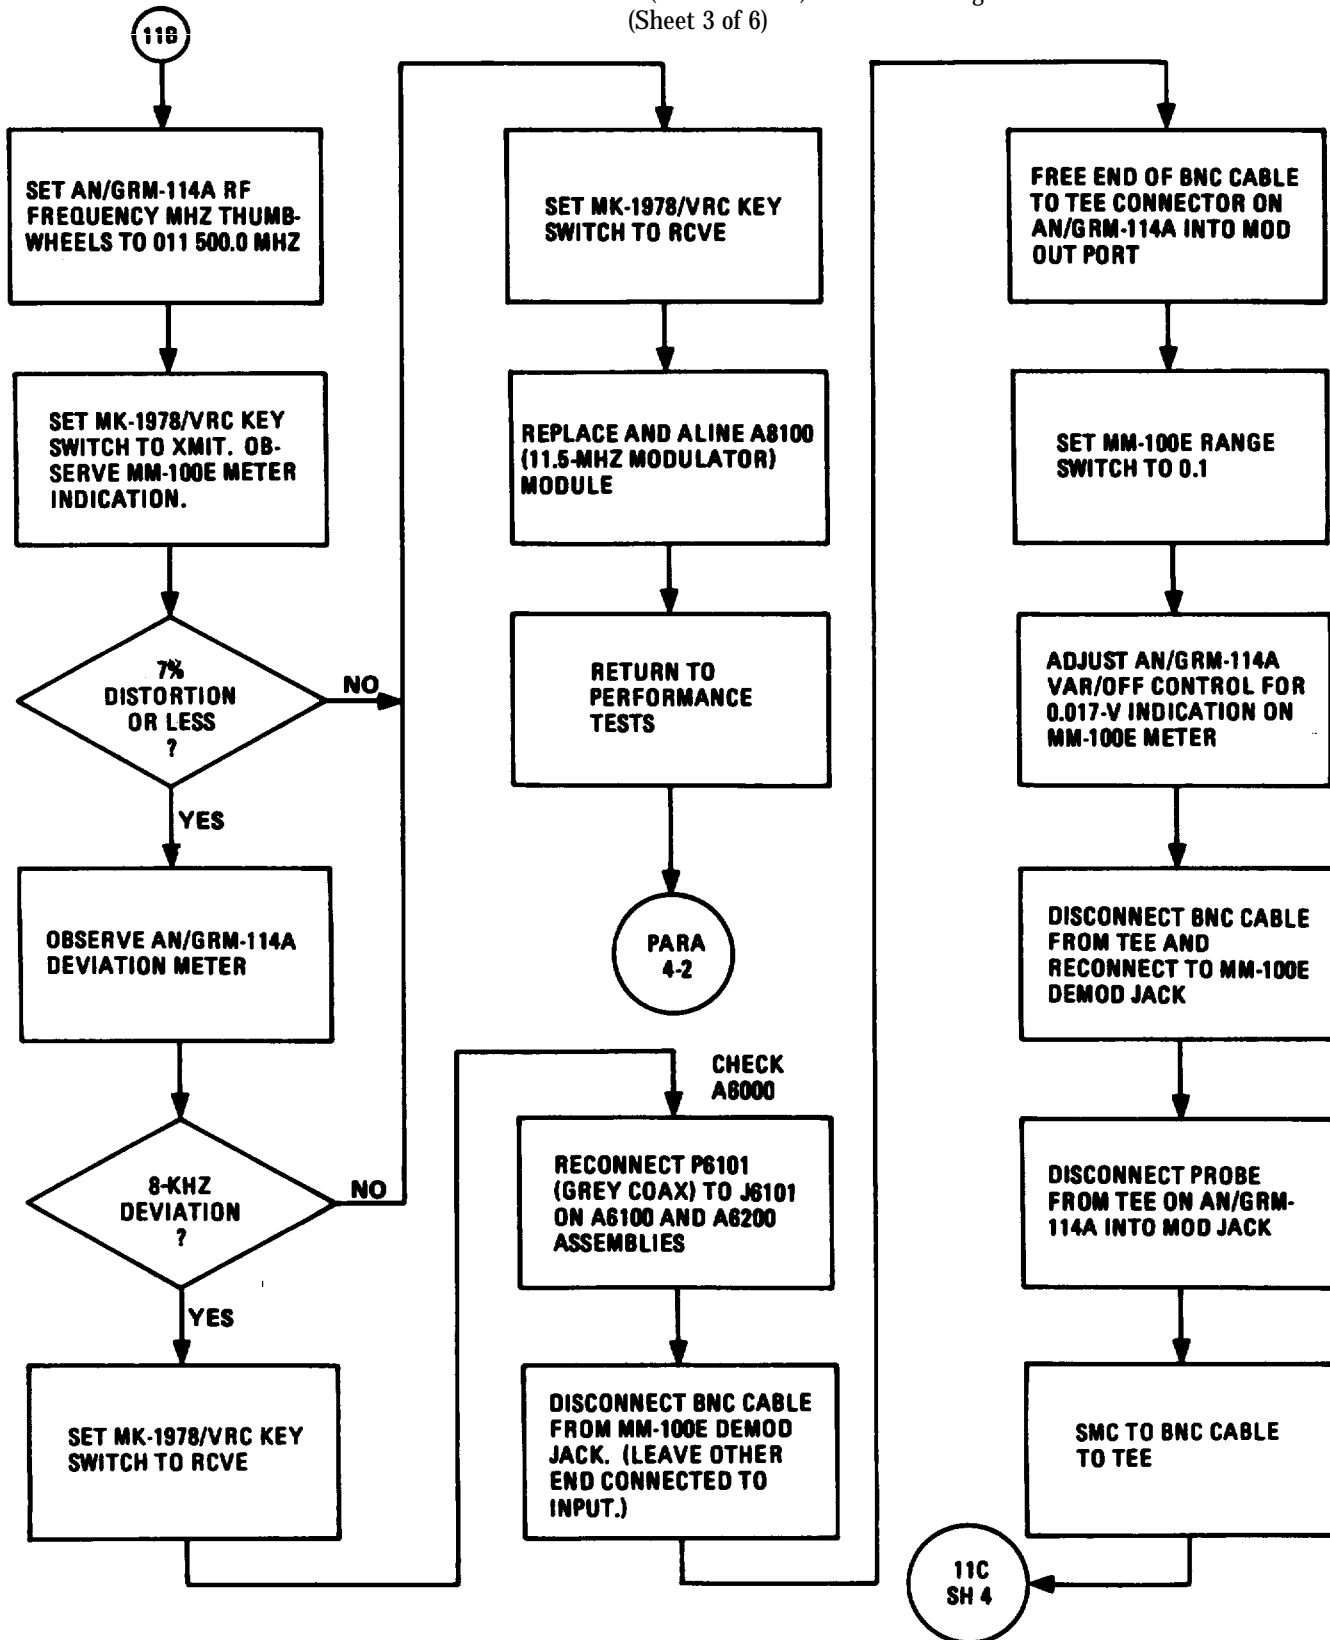 (Sheet 3 of 6)
11B
SET AN/GRM-114A RF
FREQUENCY MHZ THUMB-
WHEELS TO 011 500.0 MHZ
SET MK-1978/VRC KEY
SWITCH TO XMIT. OB-
SERVE MM-100E METER
INDICATION.
7%
DISTORTION
OR LESS
?
NO
YES
OBSERVE AN/GRM-114A
DEVIATION METER
8-KHZ
DEVIATION
?
NO
YES
SET MK-1978/VRC KEY
SWITCH TO RCVE
SET MK-1978/VRC KEY
SWITCH TO RCVE
REPLACE AND ALINE A8100
(11.5-MHZ MODULATOR)
MODULE
RETURN TO
PERFORMANCE
TESTS
PARA
4-2
CHECK
A6000
RECONNECT P6101
(GREY COAX) TO J6101
ON A6100 AND A6200
ASSEMBLIES
DISCONNECT BNC CABLE
FROM MM-100E DEMOD
JACK. (LEAVE OTHER
END CONNECTED TO
INPUT.)
FREE END OF BNC CABLE
TO TEE CONNECTOR ON
AN/GRM-114A INTO MOD
OUT PORT
SET MM-100E RANGE
SWITCH TO 0.1
ADJUST AN/GRM-114A
VAR/OFF CONTROL FOR
0.017-V INDICATION ON
MM-100E METER
DISCONNECT BNC CABLE
FROM TEE AND
RECONNECT TO MM-100E
DEMOD JACK
DISCONNECT PROBE
FROM TEE ON AN/GRM-
114A INTO MOD JACK
SMC TO BNC CABLE
TO TEE
11C
SH 4